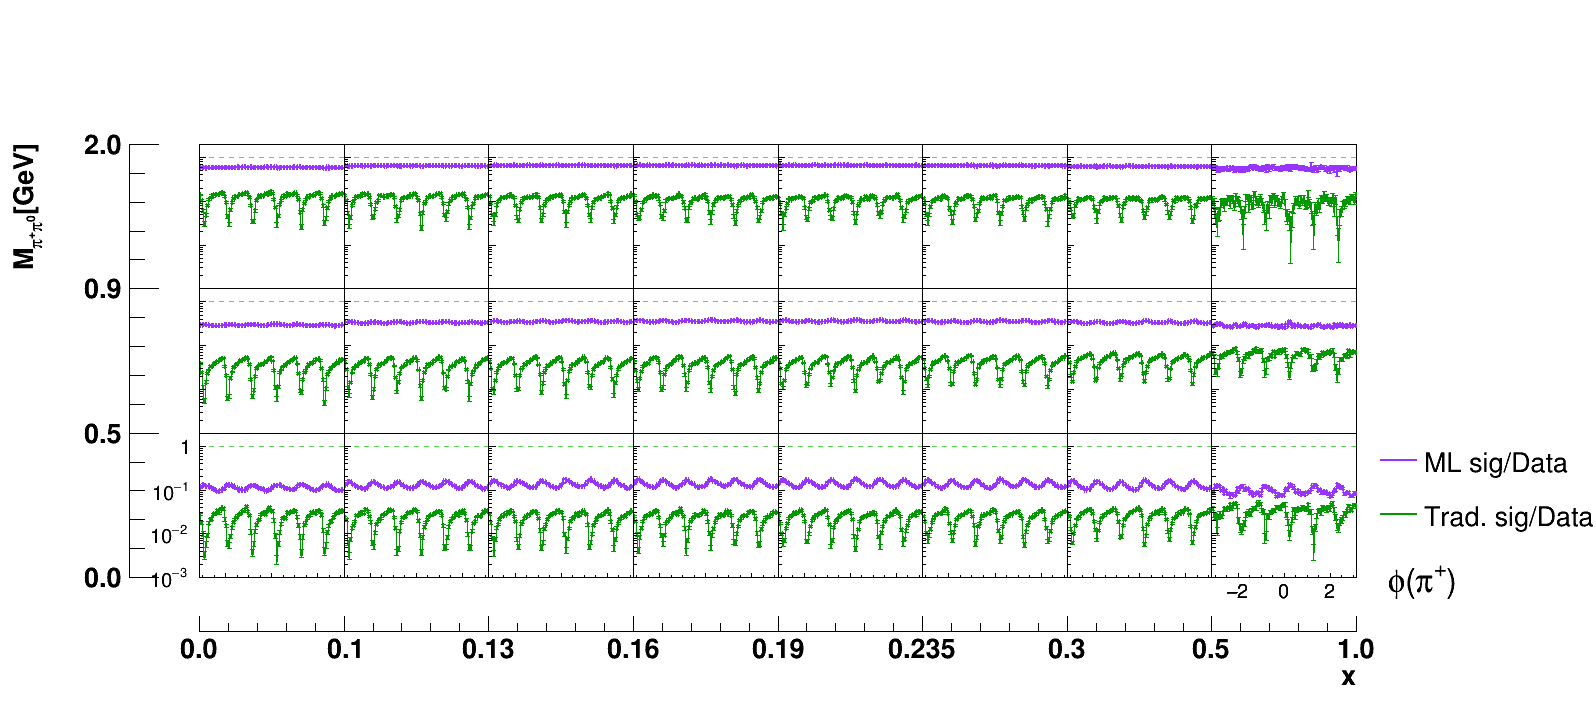 M π⁺π⁰ [GeV]
2.0
0.9
0.5
0.0
1
10⁻¹
10⁻²
10⁻³
ML sig/Data
Trad. sig/Data
−2 0 2
ϕ(π⁺)
0.0 0.1 0.13 0.16 0.19 0.235 0.3 0.5 1.0
x